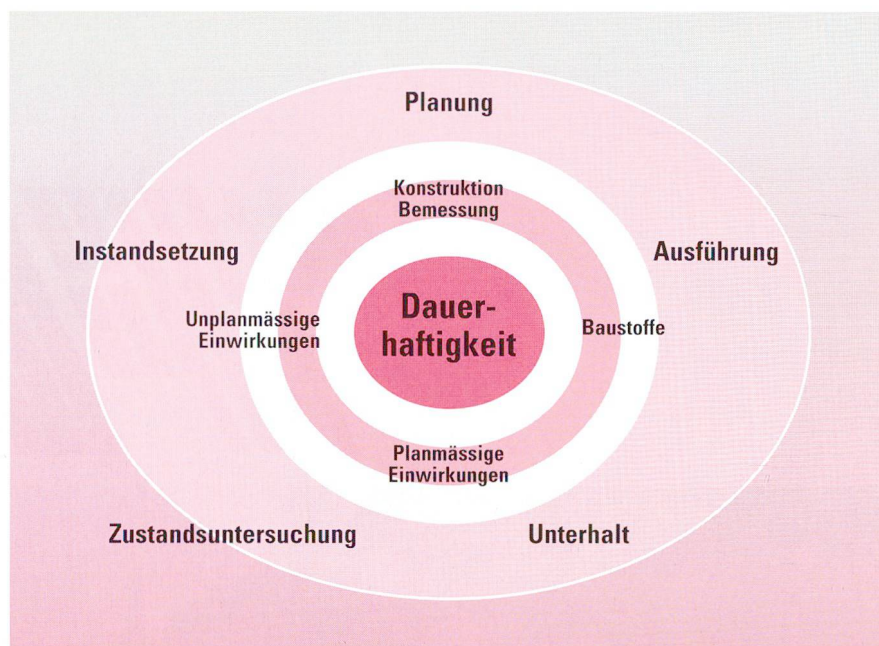 Planung
Konstruktion
Bemessung
Instandsetzung
Ausführung
Dauer-
haftigkeit
Unplanmässige
Einwirkungen
Baustoffe
Planmässige
Einwirkungen
Zustandsuntersuchung
Unterhalt